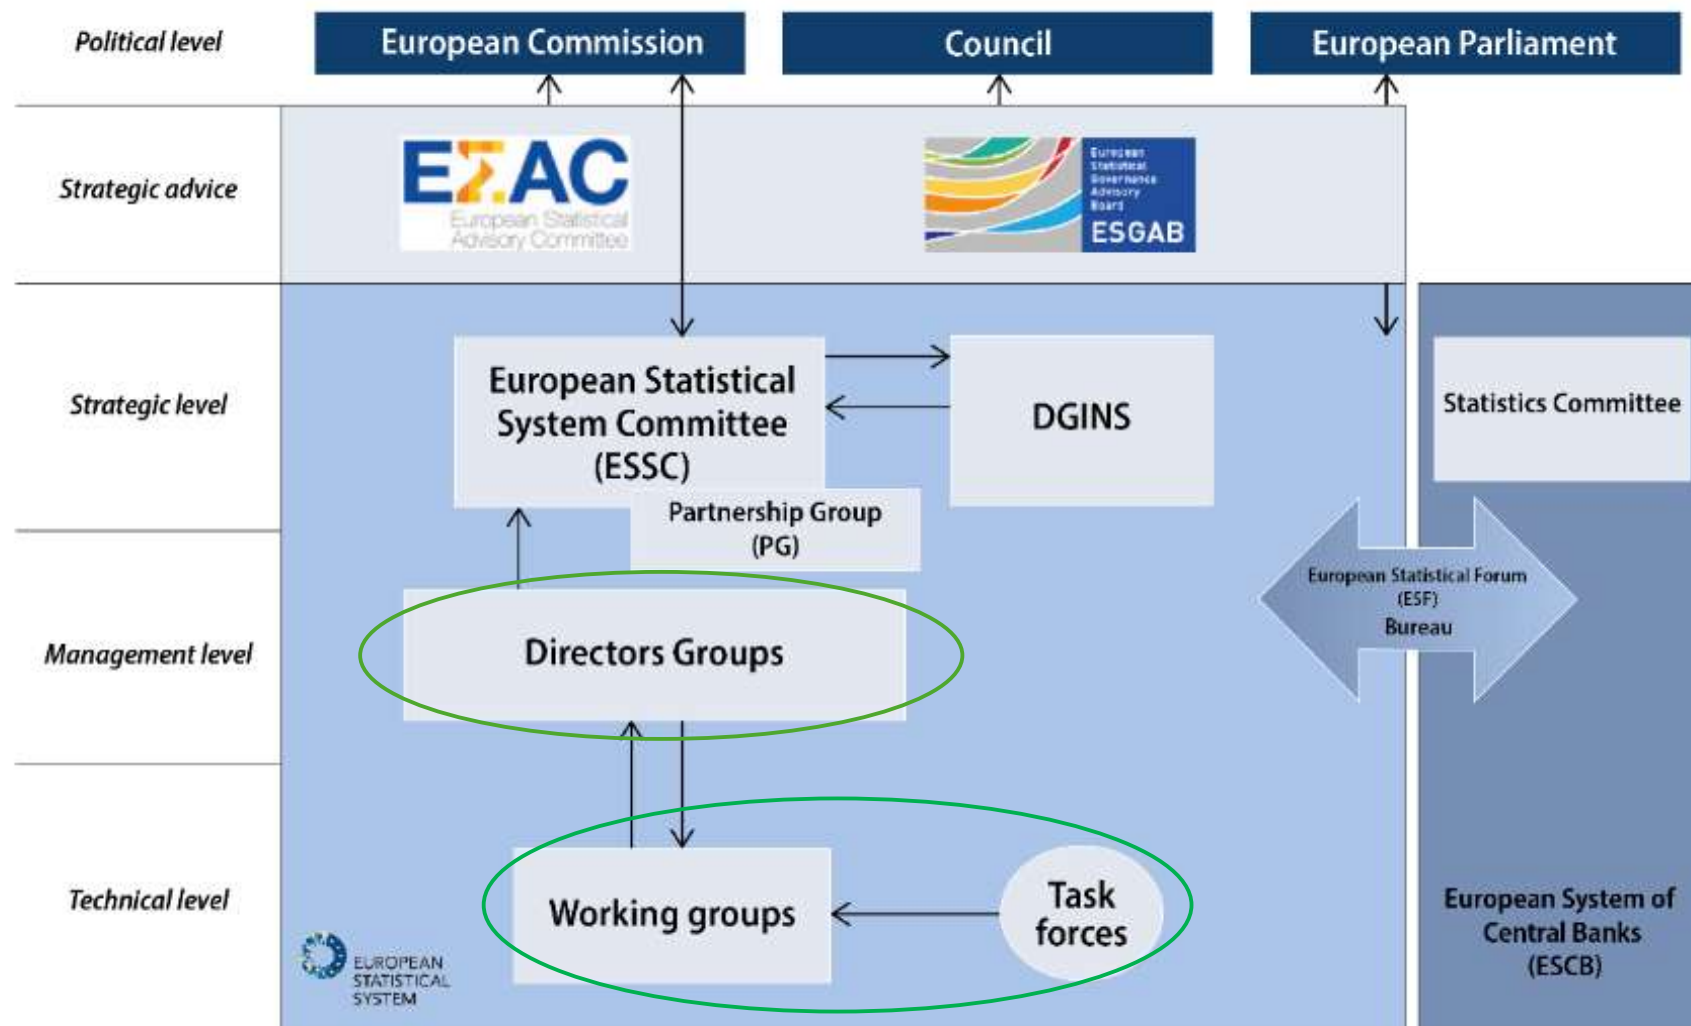 Political level
European Commission
Council
European Parliament
Strategic advice
EΣAC
European Statistical
Advisory Committee
European
Statistical
Governance
Advisory
Board
ESGAB
Strategic level
European Statistical
System Committee
(ESSC)
DGINS
Statistics Committee
Partnership Group
(PG)
European Statistical Forum
(ESF)
Bureau
Management level
Directors Groups
Technical level
Working groups
Task
forces
European System of
Central Banks
(ESCB)
EUROPEAN
STATISTICAL
SYSTEM